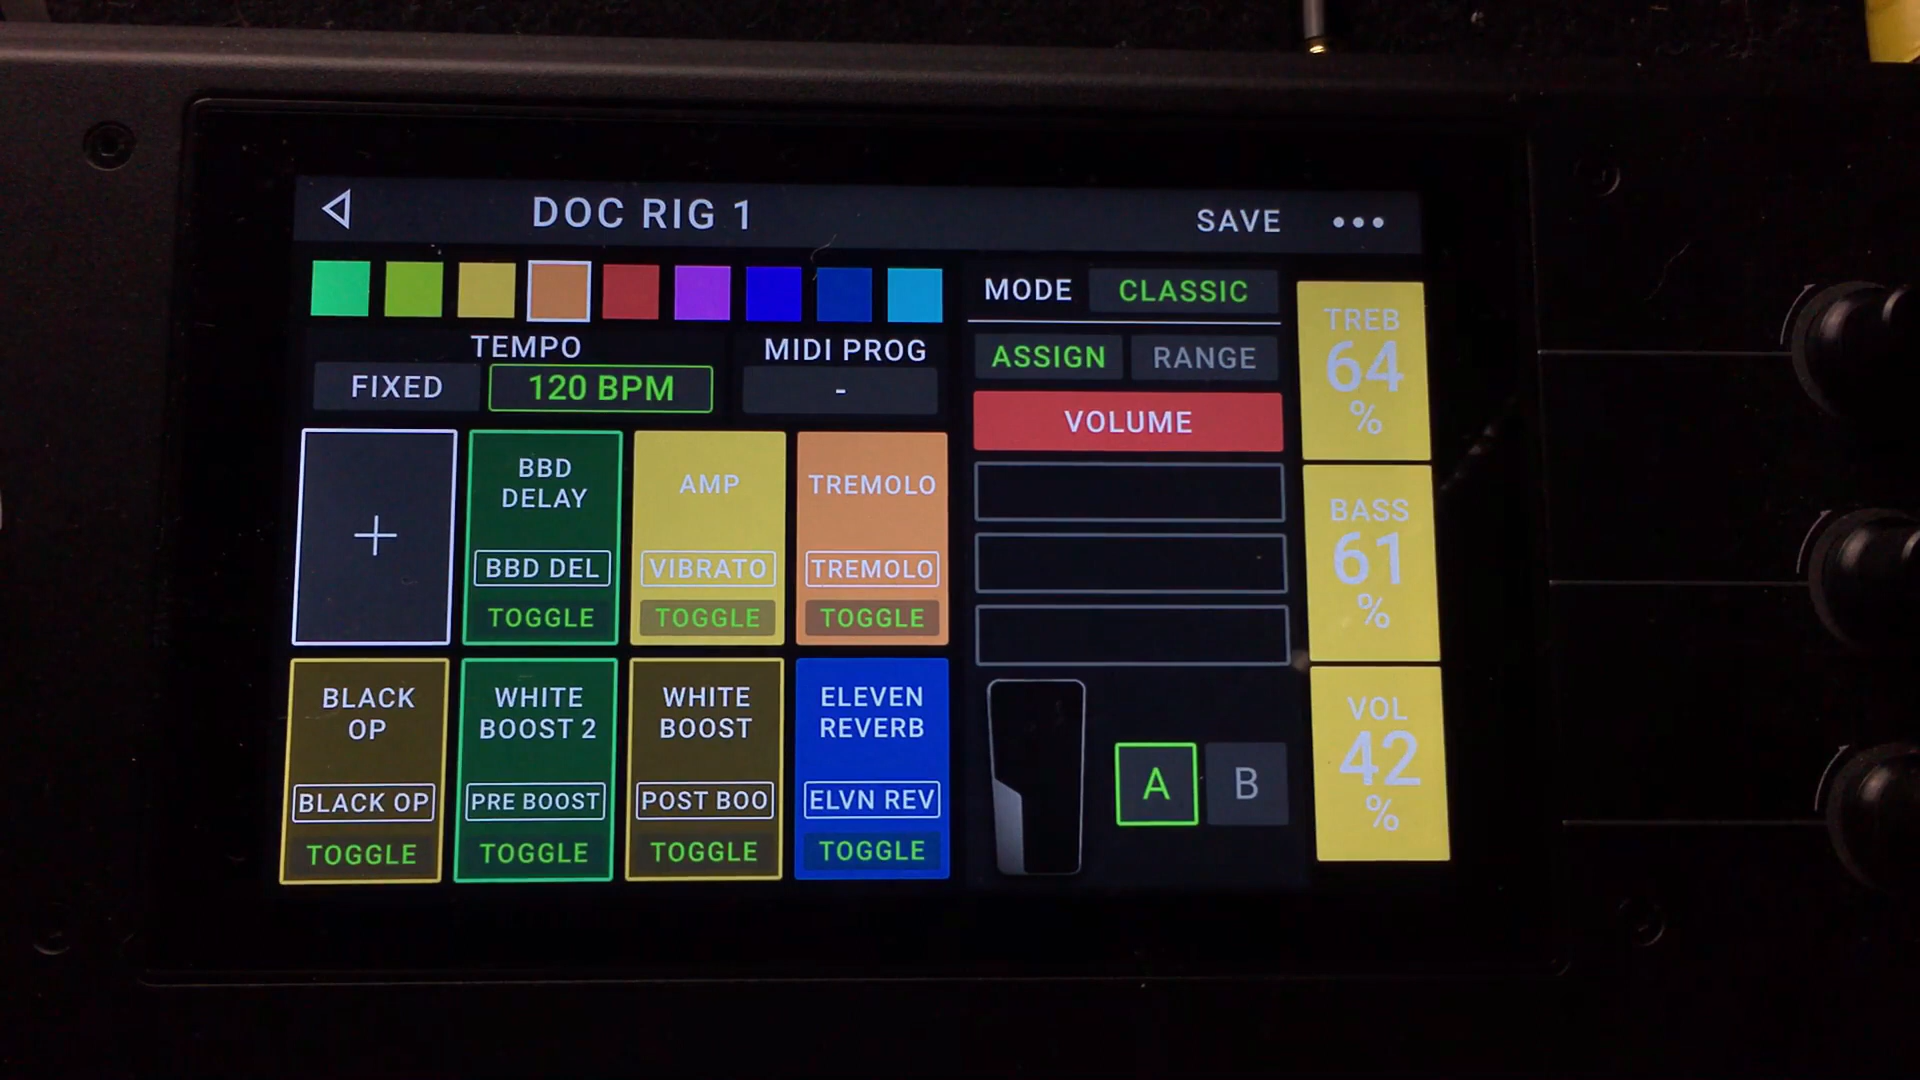 DOC RIG 1
SAVE
TEMPO
FIXED
120 BPM
MIDI PROG
-
BBD
DELAY
BBD DEL
TOGGLE
AMP
VIBRATO
TOGGLE
TREMOLO
TREMOLO
TOGGLE
BLACK
OP
BLACK OP
TOGGLE
WHITE
BOOST 2
PRE BOOST
TOGGLE
WHITE
BOOST
POST BOO
TOGGLE
ELEVEN
REVERB
ELVN REV
TOGGLE
MODE
CLASSIC
ASSIGN
RANGE
VOLUME
A
B
TREB
64
%
BASS
61
%
VOL
42
%